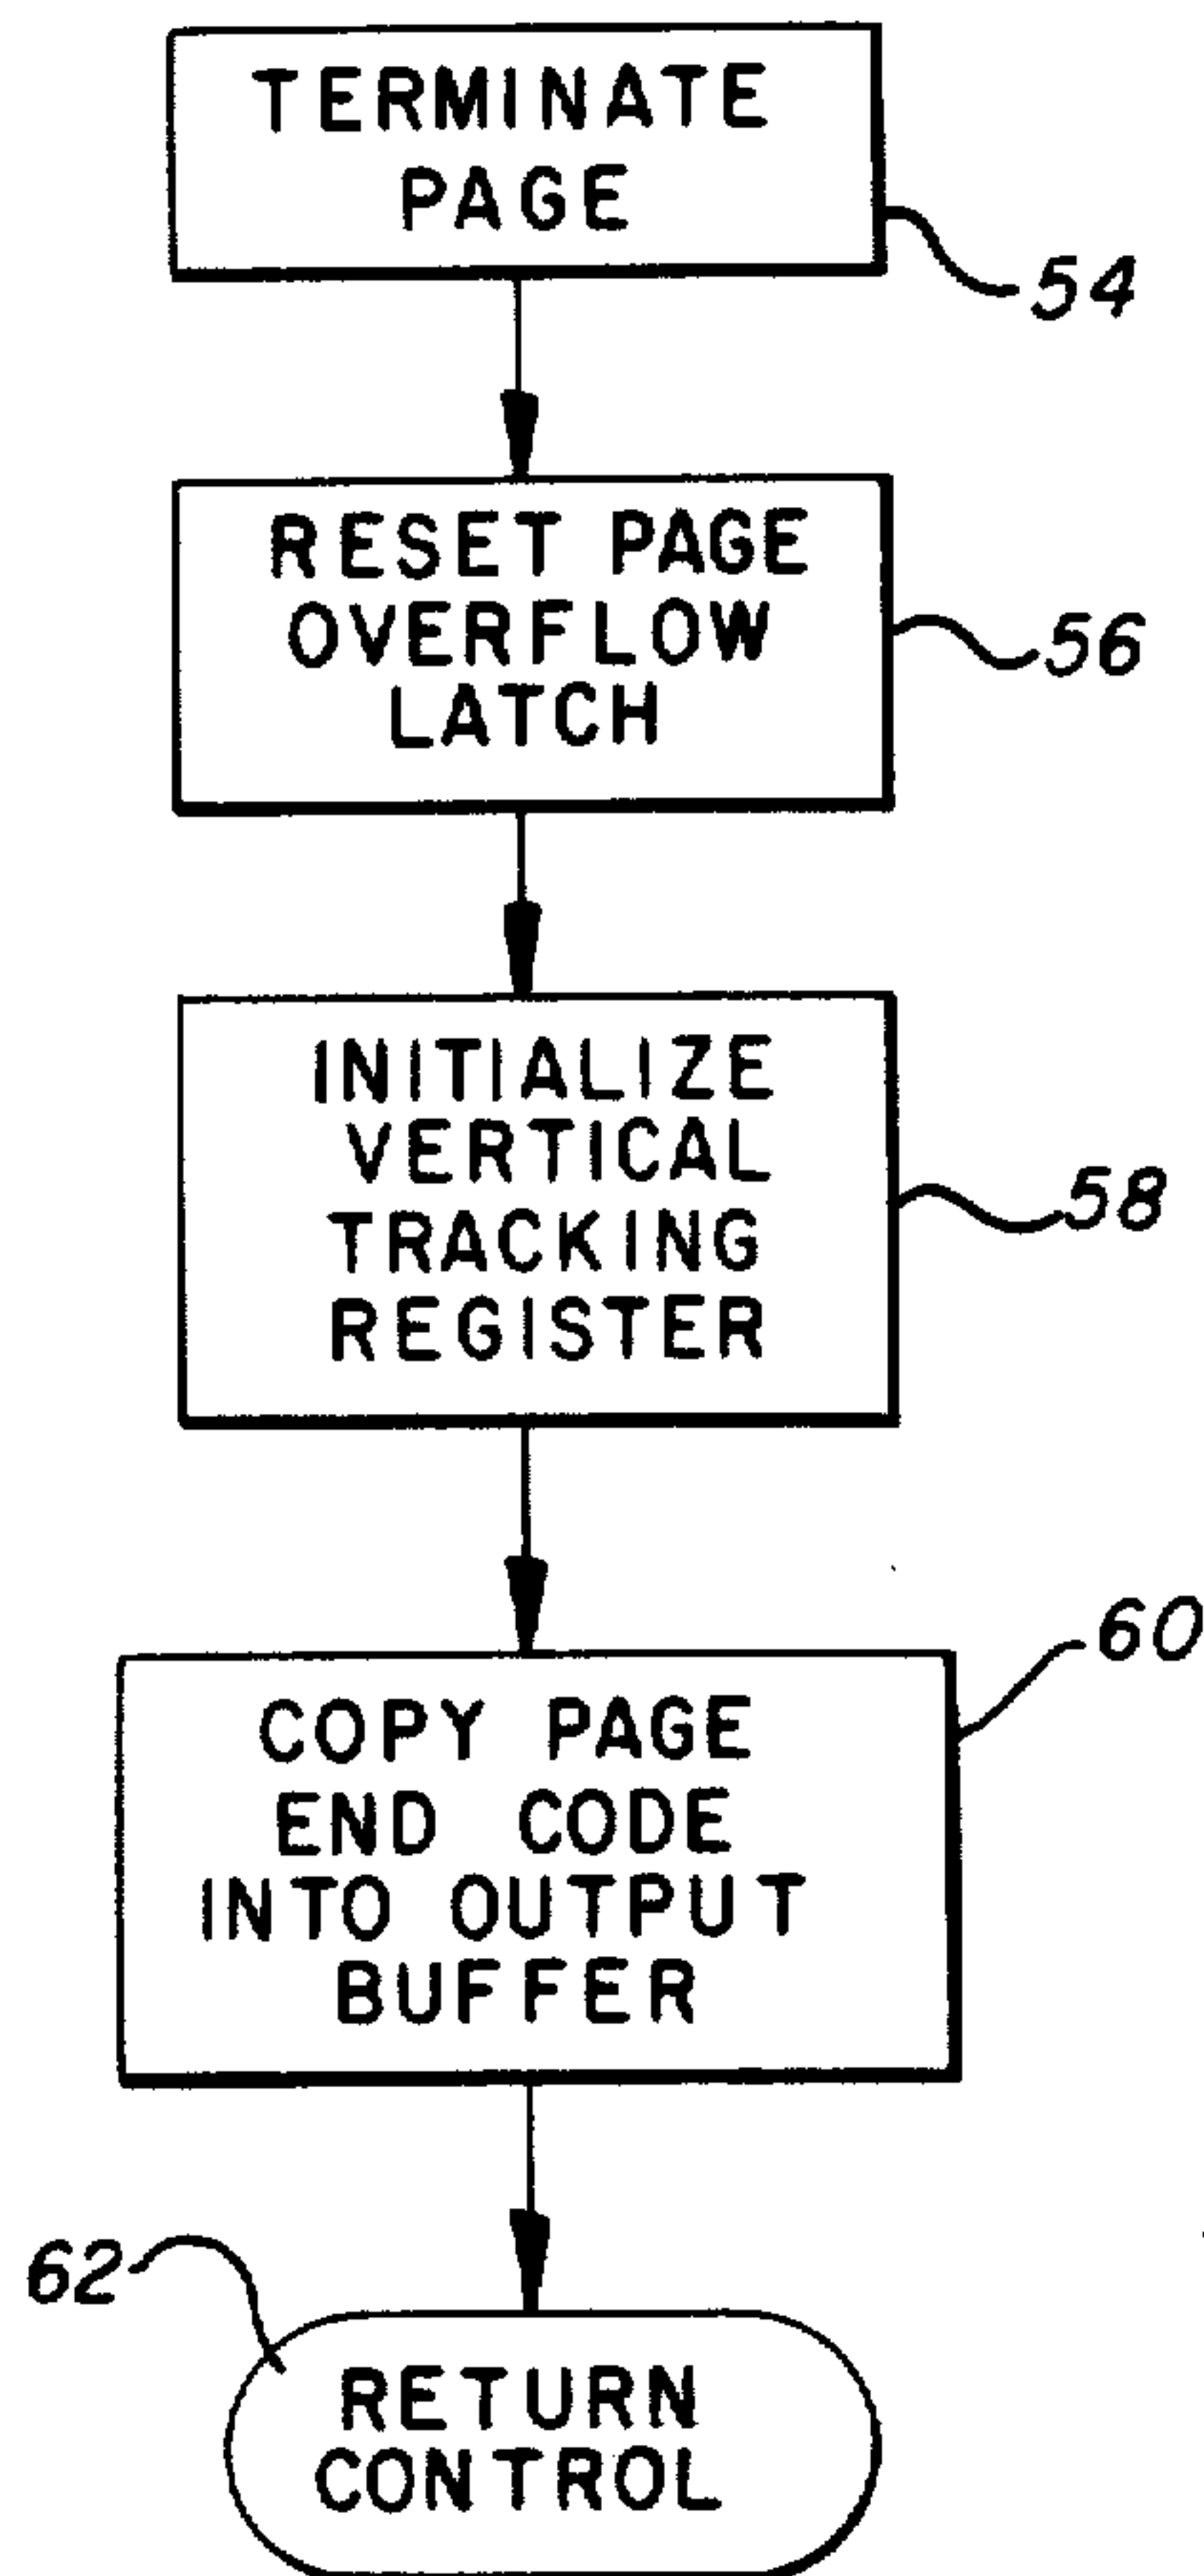 TERMINATE
PAGE
54
RESET PAGE
OVERFLOW
LATCH
56
INITIALIZE
VERTICAL
TRACKING
REGISTER
58
60
COPY PAGE
END CODE
INTO OUTPUT
BUFFER
62
RETURN
CONTROL